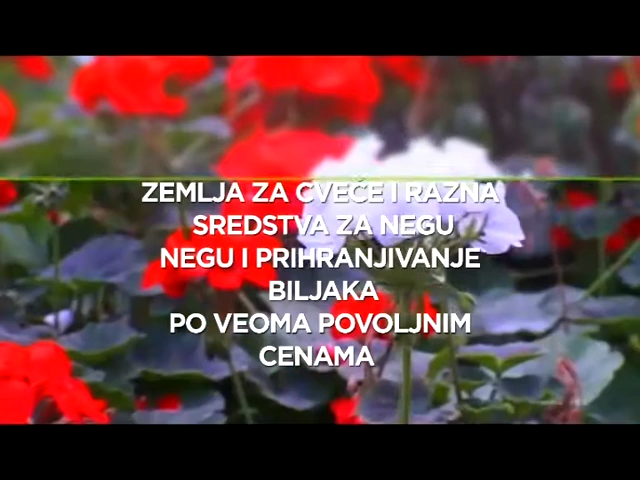 ZEMLJA ZA CVEĆE I RAZNA
SREDSTVA ZA NEGU
NEGU I PRIHRANJIVANJE
BILJAKA
PO VEOMA POVOLJNIM
CENAMA